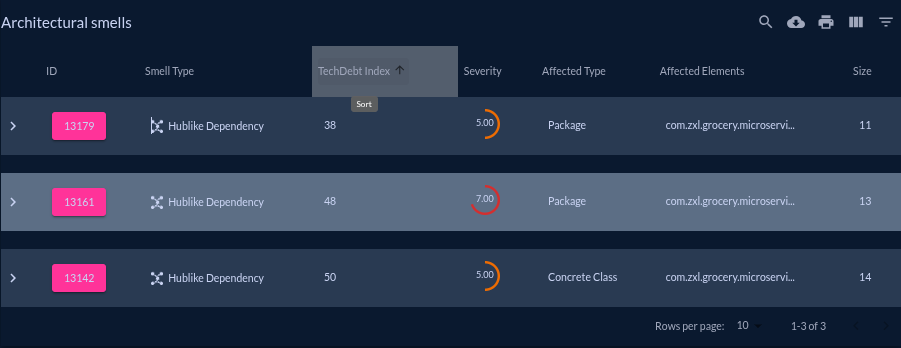 Architectural smells
ID Smell Type TechDebt Index Severity Affected Type Affected Elements Size
Sort
13179 Hublike Dependency 38 5.00 Package com.zxl.grocery.microservi... 11
13161 Hublike Dependency 48 7.00 Package com.zxl.grocery.microservi... 13
13142 Hublike Dependency 50 5.00 Concrete Class com.zxl.grocery.microservi... 14
Rows per page: 10 1-3 of 3